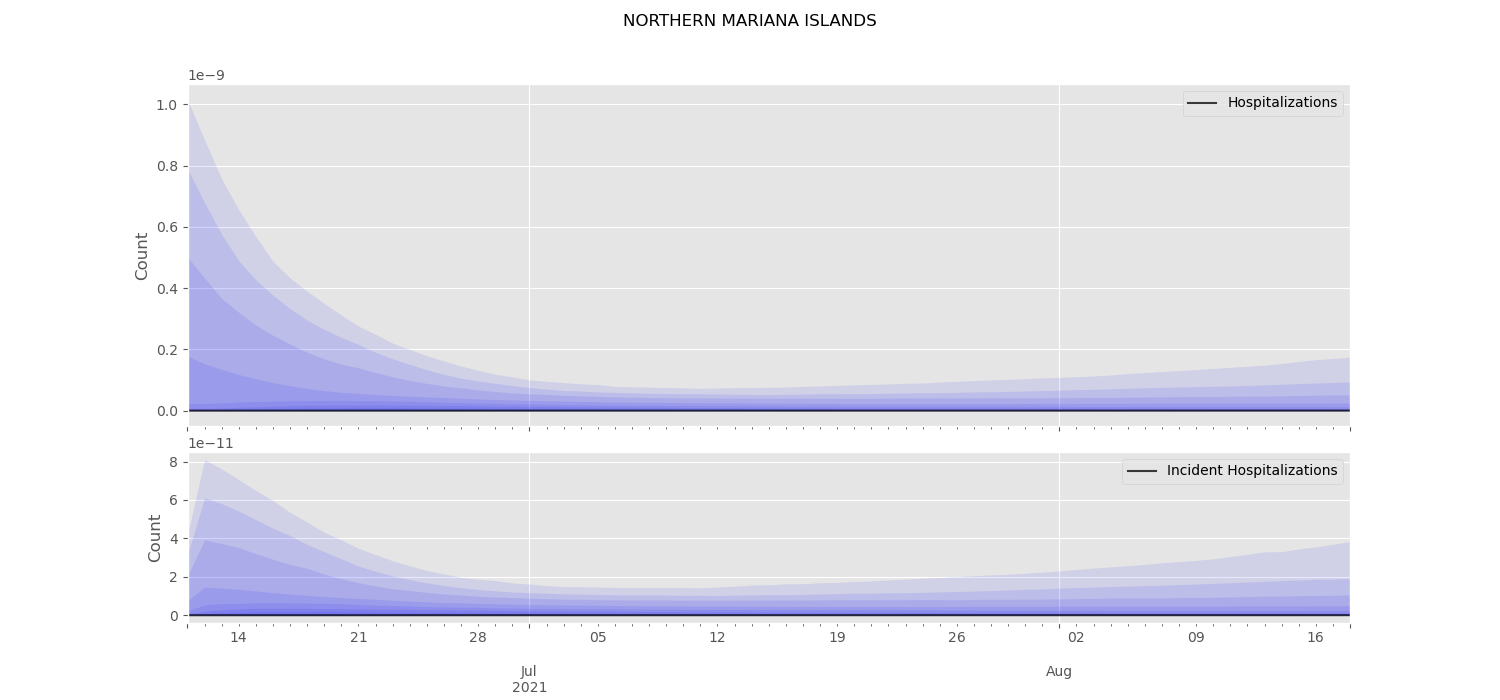 NORTHERN MARIANA ISLANDS
1e−9
1.0
0.8
0.6
0.4
0.2
0.0
Count
Hospitalizations
1e−11
8
6
4
2
0
Count
Incident Hospitalizations
14 21 28 05 12 19 26 02 09 16
Jul Aug
2021